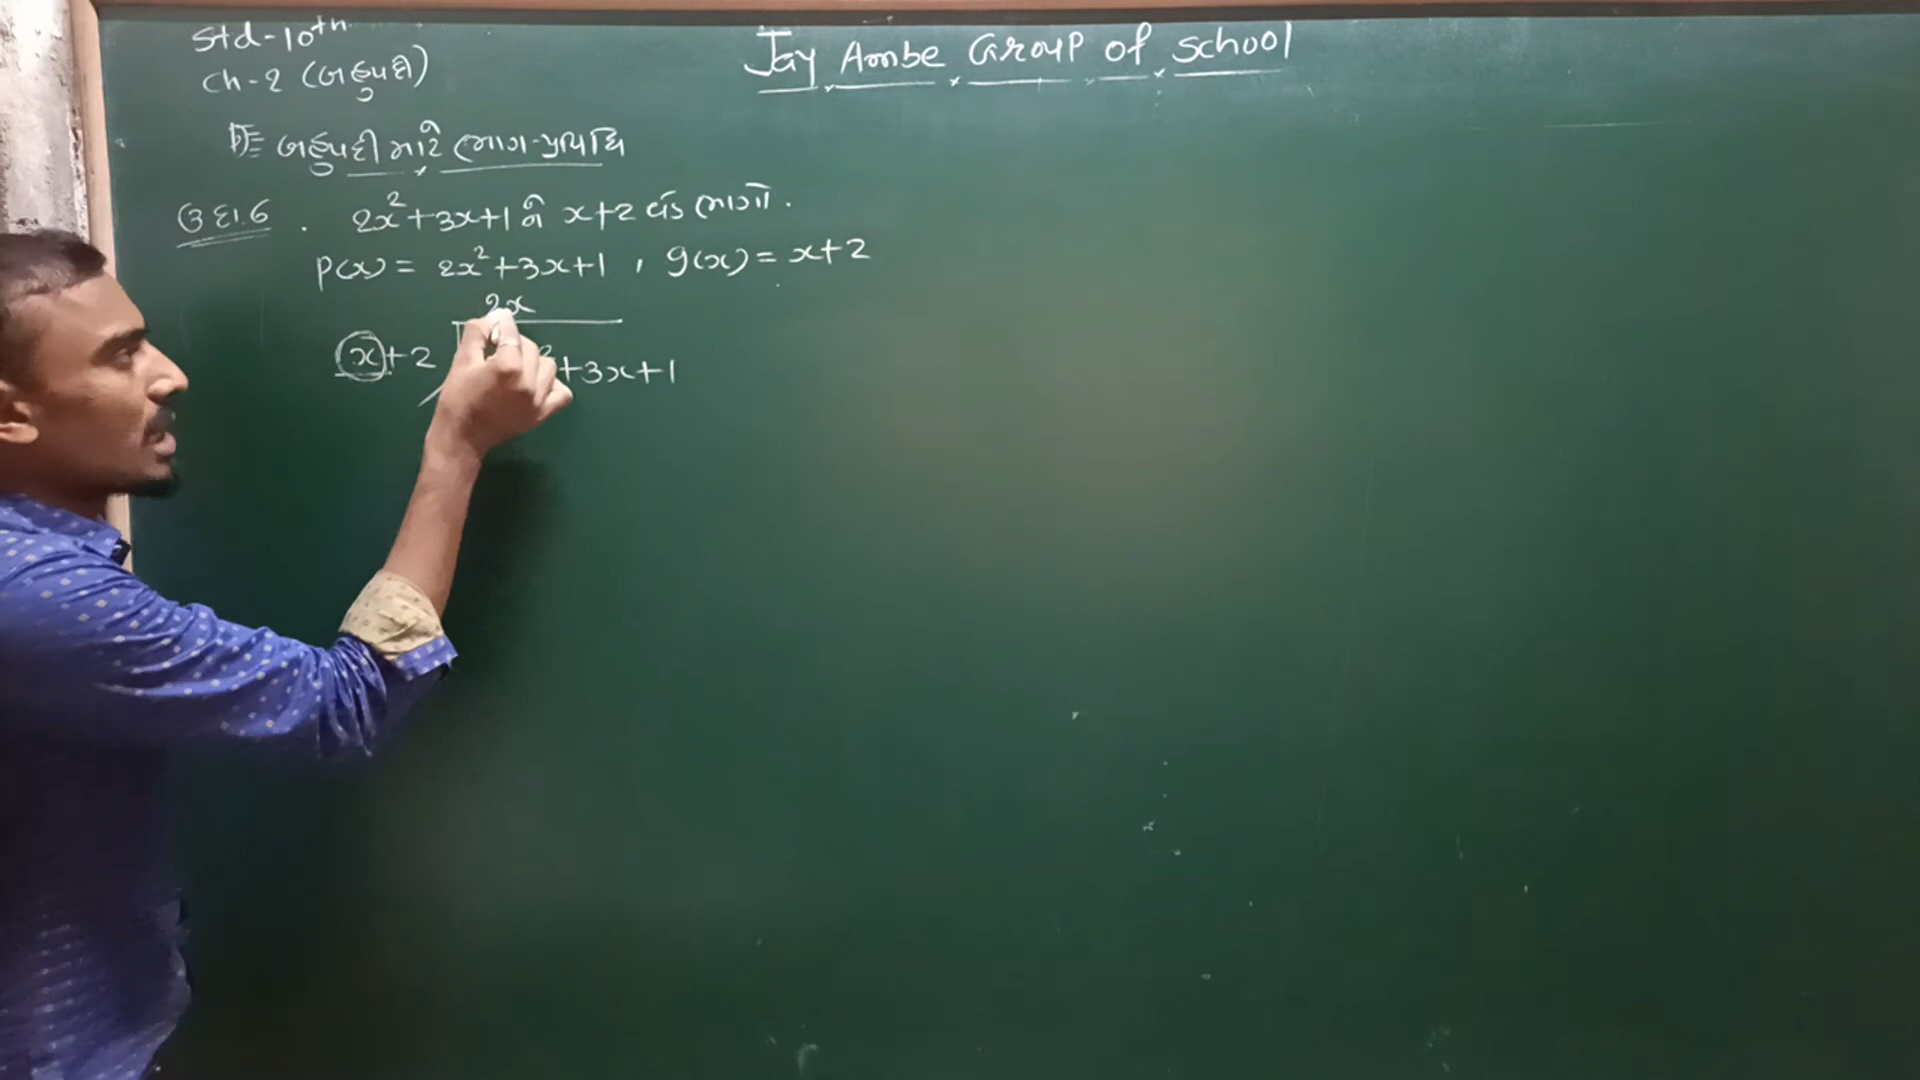 Std-10th
Jay Ambe Group of School
Ch-2 (બહુપદી)
બહુપદી માટે ભાગ-પ્રવિધિ
ઉદા.6. 2x²+3x+1 ને x+2 વડે ભાગો.
p(x) = 2x²+3x+1 , g(x) = x+2
2x
x+2 +3x+1